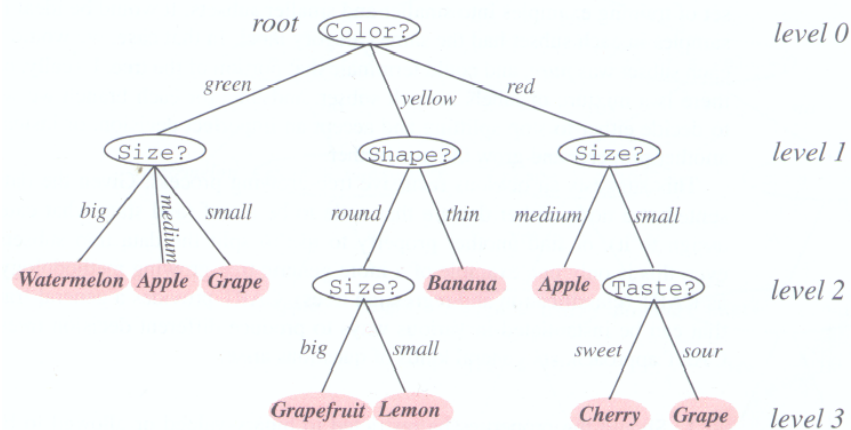 root Color? level 0
green yellow red
Size? Shape? Size? level 1
big medium small round thin medium small
Watermelon Apple Grape Size? Banana Apple Taste? level 2
big small sweet sour
Grapefruit Lemon Cherry Grape level 3